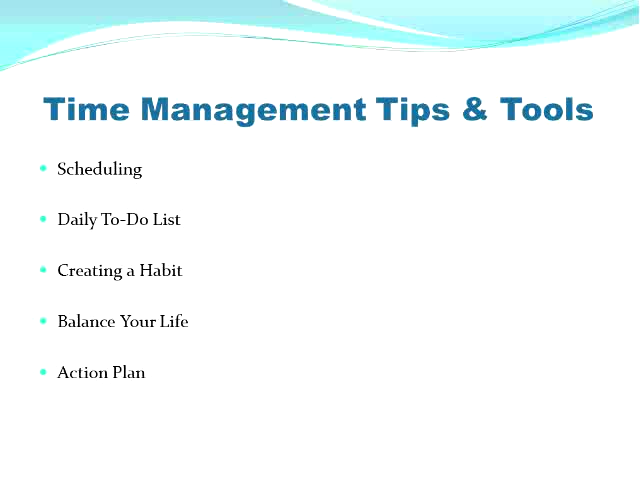 Time Management Tips & Tools
Scheduling
Daily To-Do List
Creating a Habit
Balance Your Life
Action Plan